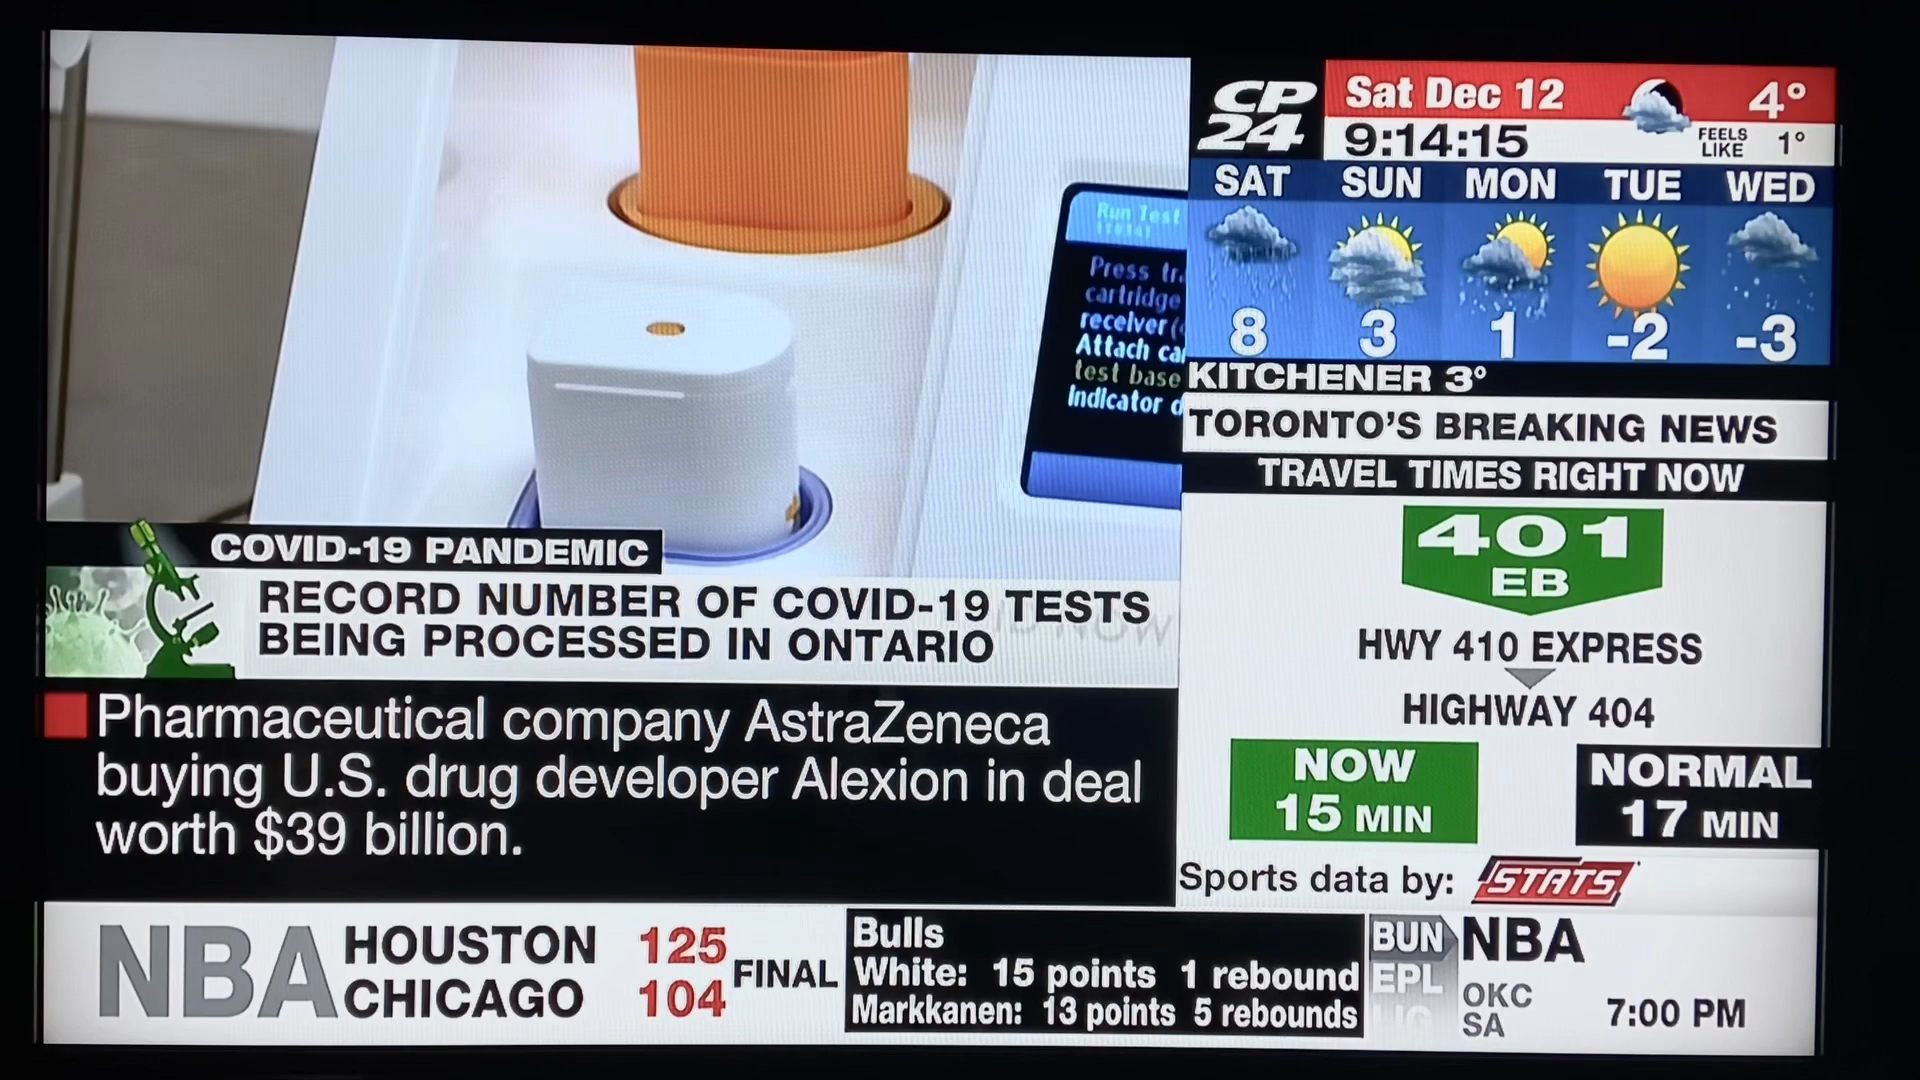 Run Test
Press
cartridge
receiver
Attach
test base
indicator
CP
24
Sat Dec 12
4°
9:14:15
FEELS
LIKE
1°
SAT SUN MON TUE WED
8 3 1 -2 -3
KITCHENER 3°
TORONTO'S BREAKING NEWS
TRAVEL TIMES RIGHT NOW
401
EB
HWY 410 EXPRESS
HIGHWAY 404
NOW
15 MIN
NORMAL
17 MIN
Sports data by: STATS
COVID-19 PANDEMIC
RECORD NUMBER OF COVID-19 TESTS
BEING PROCESSED IN ONTARIO
Pharmaceutical company AstraZeneca
buying U.S. drug developer Alexion in deal
worth $39 billion.
NBA
HOUSTON 125
CHICAGO 104
FINAL
Bulls
White: 15 points 1 rebound
Markkanen: 13 points 5 rebounds
BUN
EPL
NBA
OKC
SA
7:00 PM